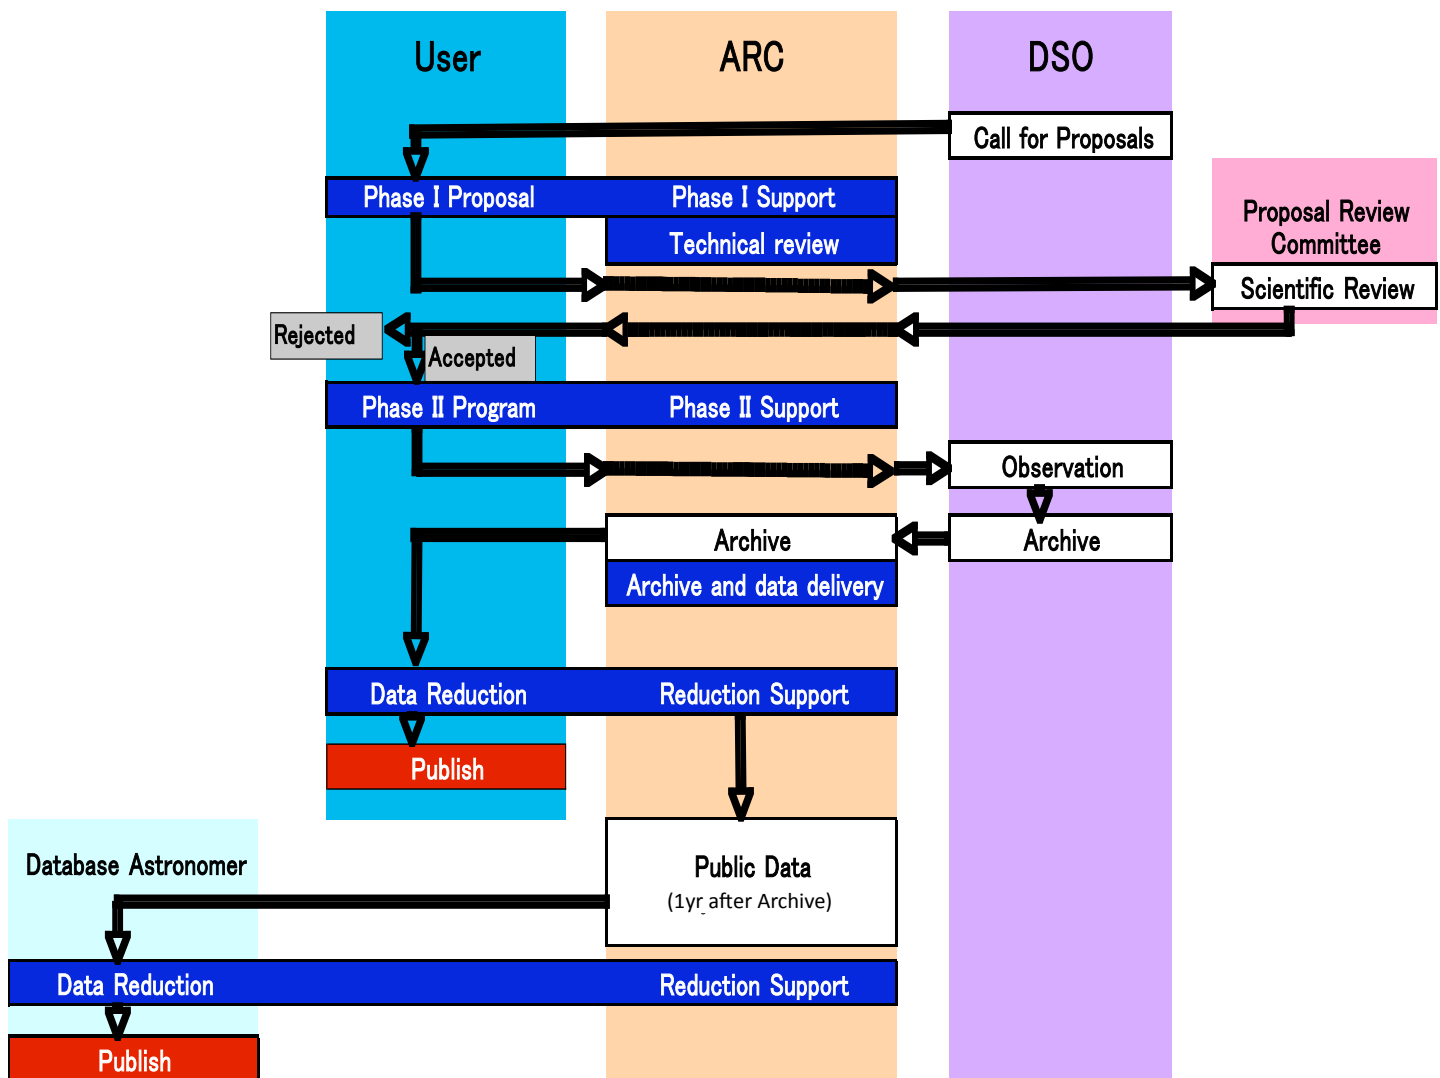 User
ARC
DSO
Call for Proposals
Phase I Proposal
Phase I Support
Technical review
Proposal Review
Committee
Scientific Review
Rejected
Accepted
Phase II Program
Phase II Support
Observation
Archive
Archive
Archive and data delivery
Data Reduction
Reduction Support
Publish
Public Data
(1yr after Archive)
Database Astronomer
Data Reduction
Reduction Support
Publish